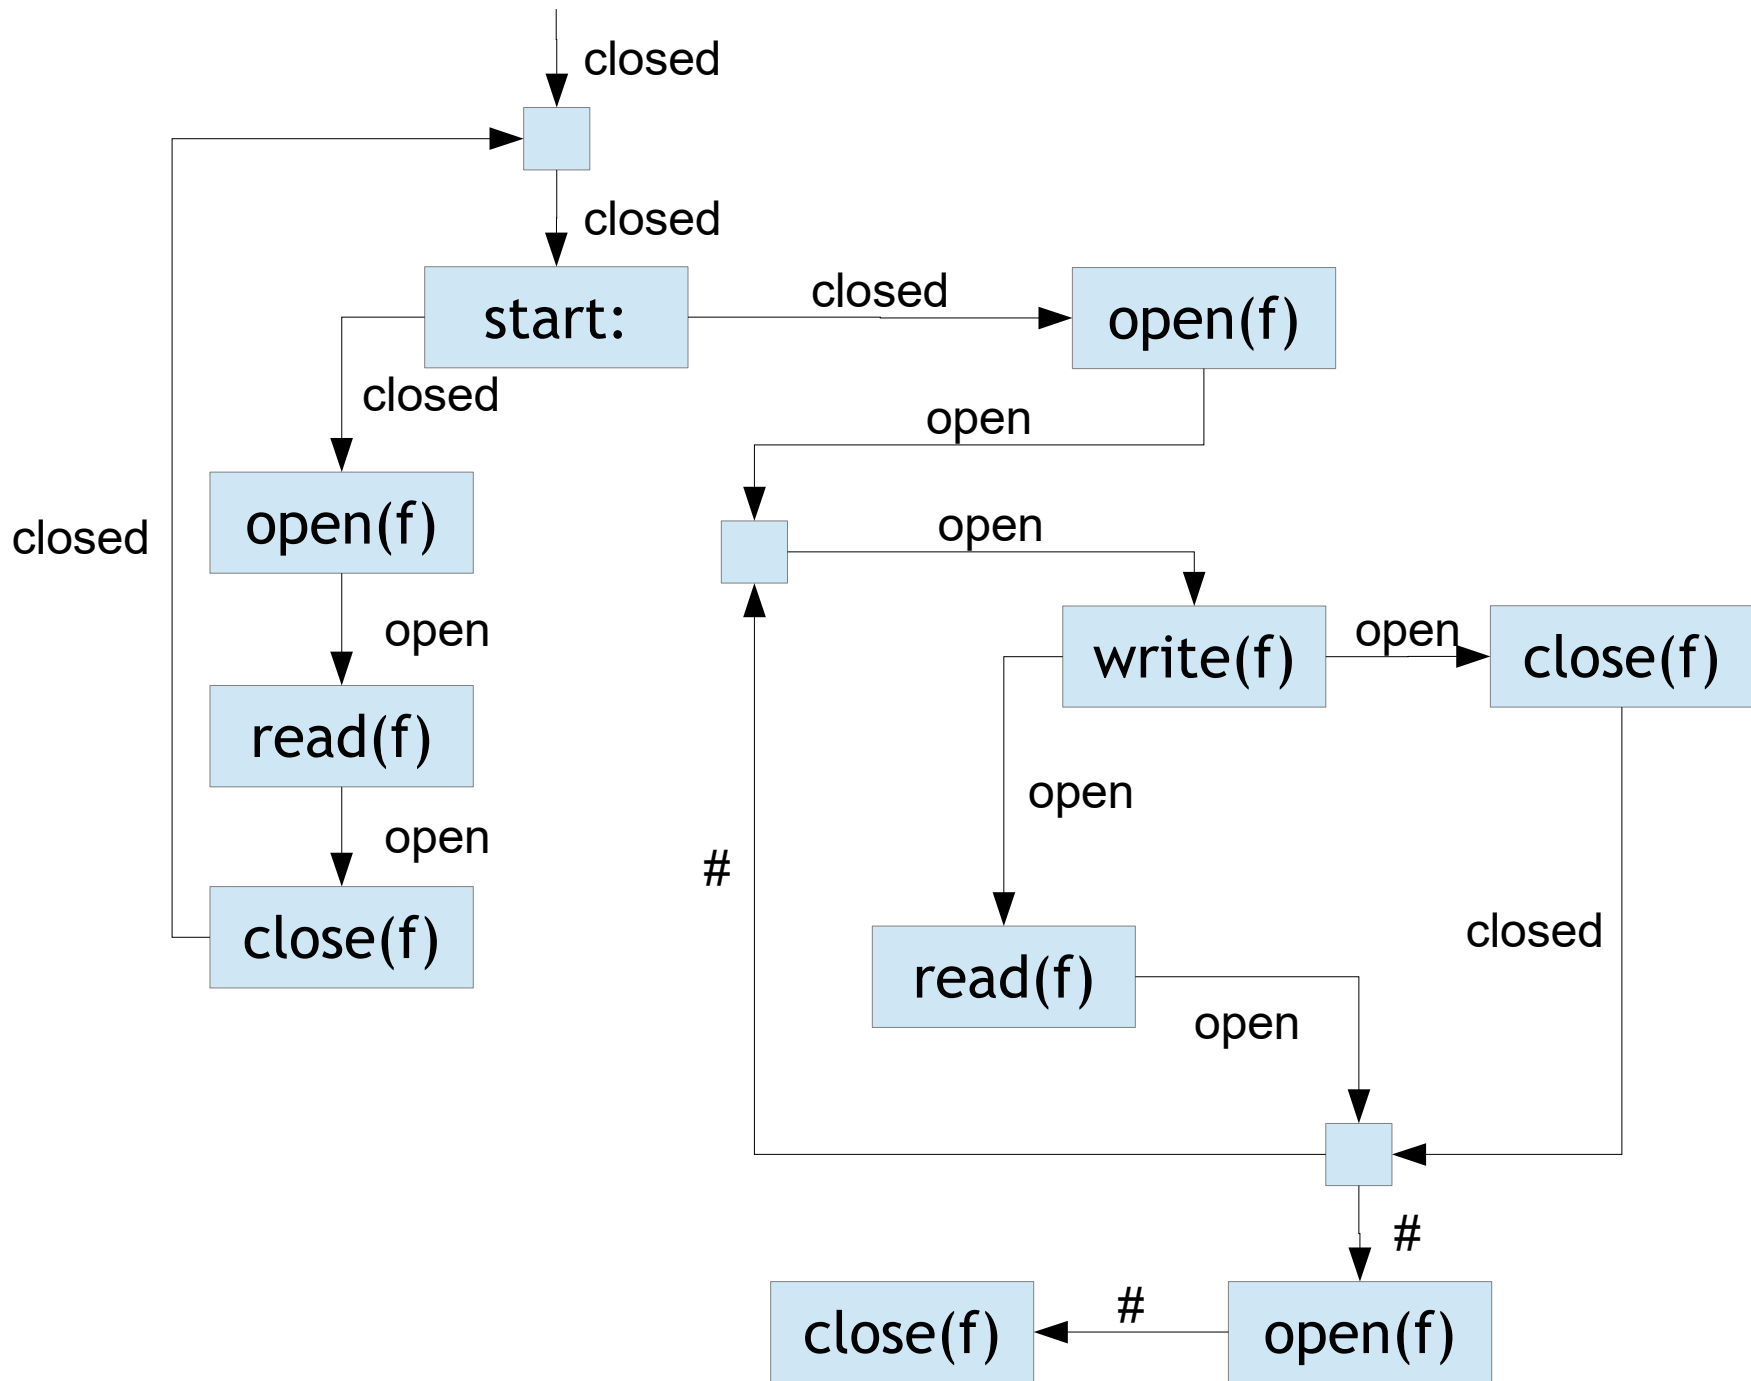 closed
closed
start:
closed
open(f)
closed
open
open(f)
closed
open
open
write(f)
open
close(f)
read(f)
open
open
#
closed
close(f)
read(f)
open
#
#
close(f)
open(f)